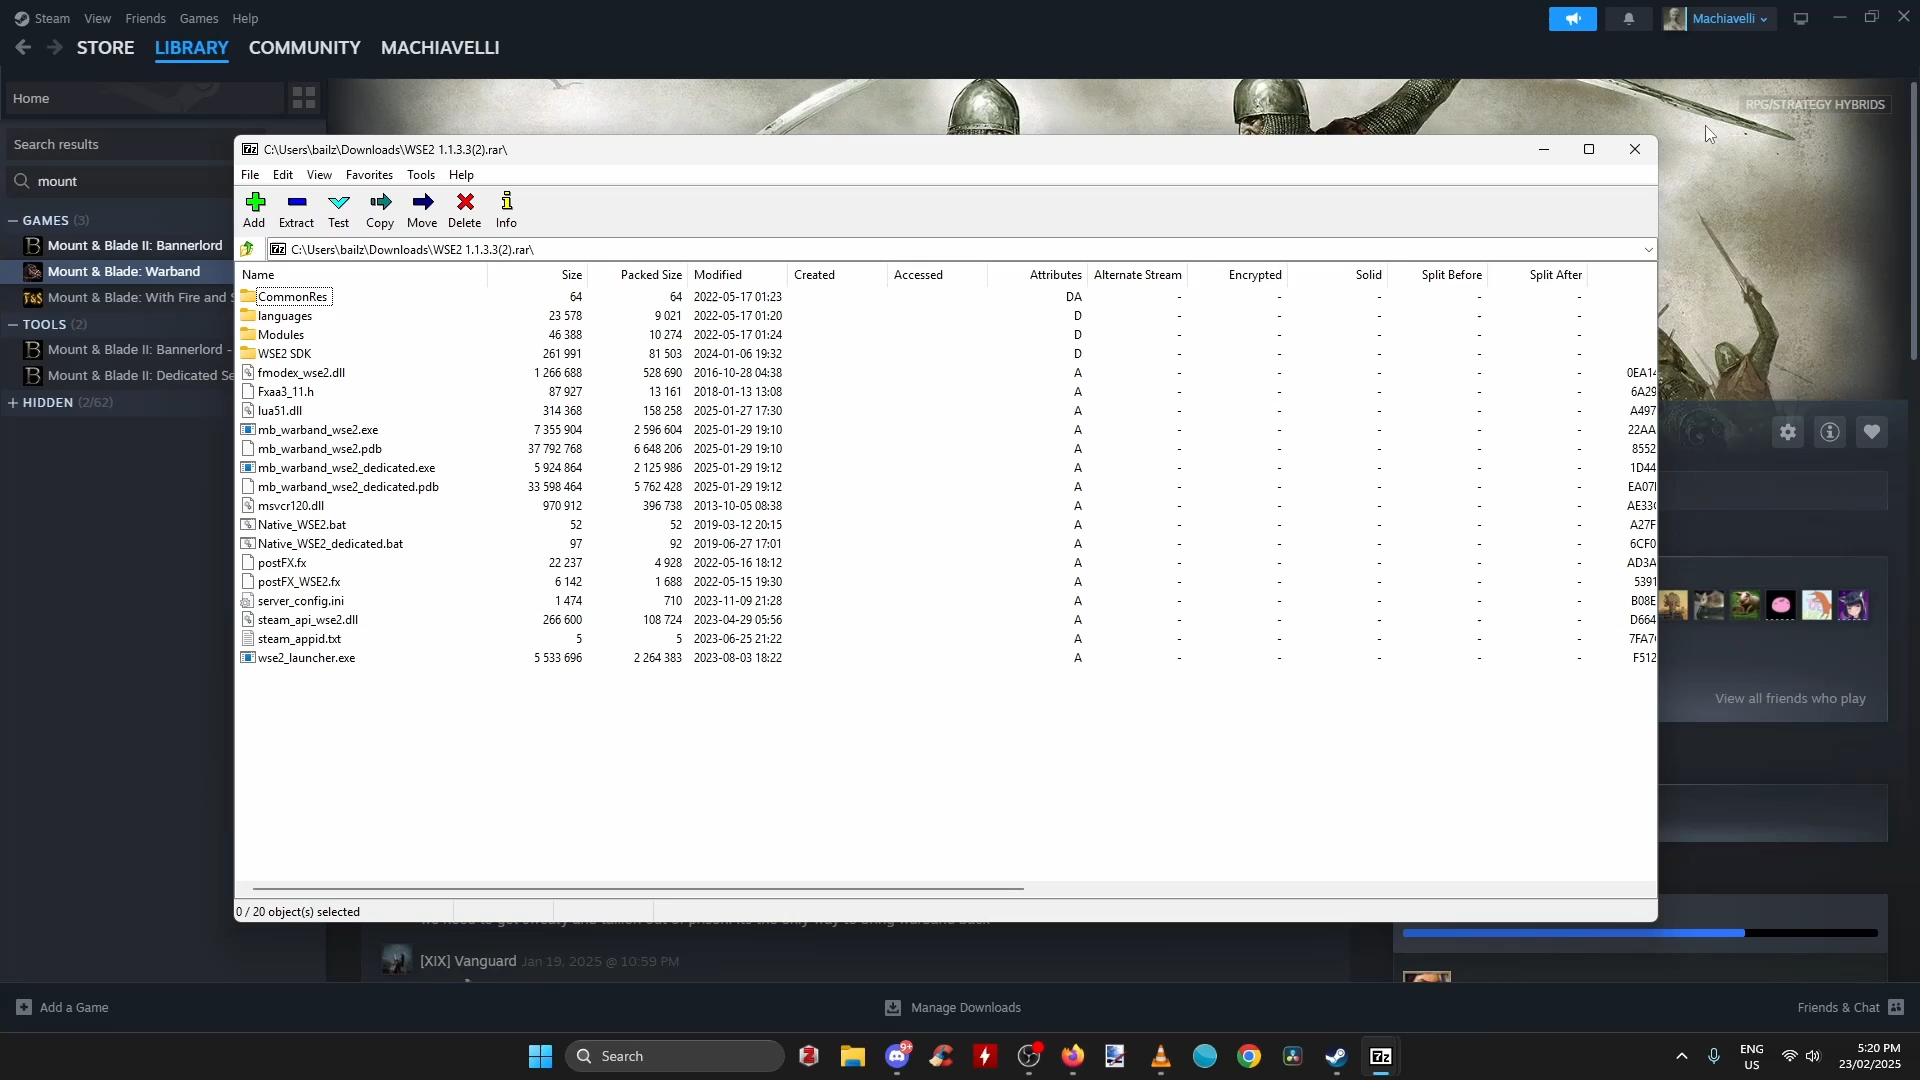 Steam View Friends Games Help
Machiavelli
STORE LIBRARY COMMUNITY MACHIAVELLI
Home
RPG/STRATEGY HYBRIDS
Search results
mount
GAMES (3)
Mount & Blade II: Bannerlord
Mount & Blade: Warband
Mount & Blade: With Fire and S
TOOLS (2)
Mount & Blade II: Bannerlord -
Mount & Blade II: Dedicated Se
HIDDEN (2/62)
C:\Users\bailz\Downloads\WSE2 1.1.3.3(2).rar\
File Edit View Favorites Tools Help
Add Extract Test Copy Move Delete Info
C:\Users\bailz\Downloads\WSE2 1.1.3.3(2).rar\
Name Size Packed Size Modified Created Accessed Attributes Alternate Stream Encrypted Solid Split Before Split After
CommonRes 64 64 2022-05-17 01:23 DA - - - - -
languages 23 578 9 021 2022-05-17 01:20 D - - - - -
Modules 46 388 10 274 2022-05-17 01:24 D - - - - -
WSE2 SDK 261 991 81 503 2024-01-06 19:32 D - - - - -
fmodex_wse2.dll 1 266 688 528 690 2016-10-28 04:38 A - - - - - 0EA14
Fxaa3_11.h 87 927 13 161 2018-01-13 13:08 A - - - - - 6A29
lua51.dll 314 368 158 258 2025-01-27 17:30 A - - - - - A497
mb_warband_wse2.exe 7 355 904 2 596 604 2025-01-29 19:10 A - - - - - 22AA
mb_warband_wse2.pdb 37 792 768 6 648 206 2025-01-29 19:10 A - - - - - 8552
mb_warband_wse2_dedicated.exe 5 924 864 2 125 986 2025-01-29 19:12 A - - - - - 1D44
mb_warband_wse2_dedicated.pdb 33 598 464 5 762 428 2025-01-29 19:12 A - - - - - EA07
msvcr120.dll 970 912 396 738 2013-10-05 08:38 A - - - - - AE33
Native_WSE2.bat 52 52 2019-03-12 20:15 A - - - - - A27F
Native_WSE2_dedicated.bat 97 92 2019-06-27 17:01 A - - - - - 6CF0
postFX.fx 22 237 4 928 2022-05-16 18:12 A - - - - - AD3A
postFX_WSE2.fx 6 142 1 688 2022-05-15 19:30 A - - - - - 5391
server_config.ini 1 474 710 2023-11-09 21:28 A - - - - - B08E
steam_api_wse2.dll 266 600 108 724 2023-04-29 05:56 A - - - - - D664
steam_appid.txt 5 5 2023-06-25 21:22 A - - - - - 7FA7
wse2_launcher.exe 5 533 696 2 264 383 2023-08-03 18:22 A - - - - - F512
View all friends who play
0 / 20 object(s) selected
[XIX] Vanguard Jan 19, 2025 @ 10:59 PM
Add a Game
Manage Downloads
Friends & Chat
Search
9+
ENG
US
5:20 PM
23/02/2025